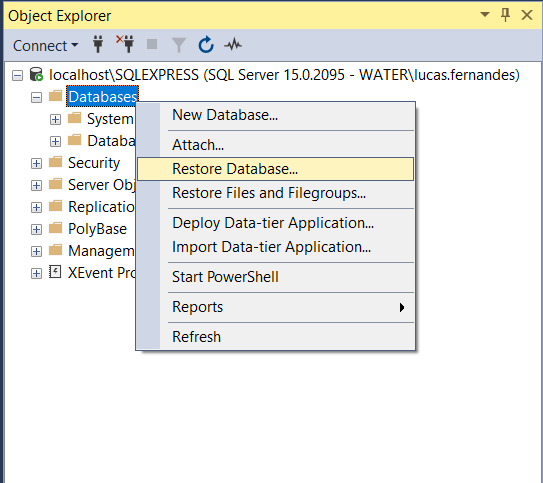 Object Explorer
Connect
localhost\SQLEXPRESS (SQL Server 15.0.2095 - WATER\lucas.fernandes)
Databases
System
Databa
Security
Server Obj
Replicatio
PolyBase
Managem
XEvent Pro
New Database...
Attach...
Restore Database...
Restore Files and Filegroups...
Deploy Data-tier Application...
Import Data-tier Application...
Start PowerShell
Reports
Refresh